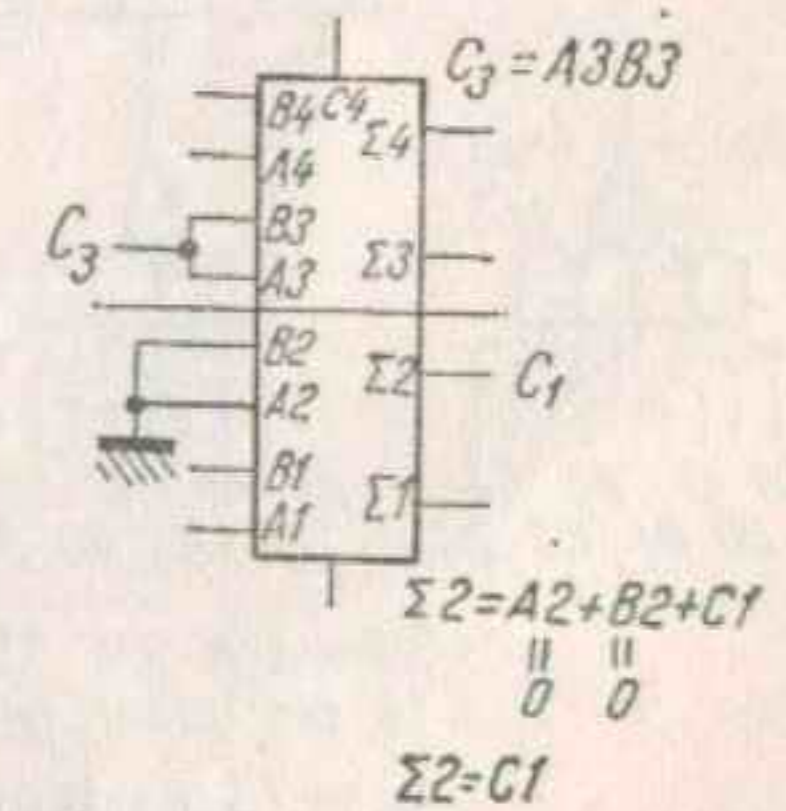 C₃ = A3B3
B4 C4 Σ4
A4
B3
C₃
A3 Σ3
B2
Σ2 C₁
A2
B1
Σ1
A1
Σ2=A2+B2+C1
= =
0 0
Σ2=C1